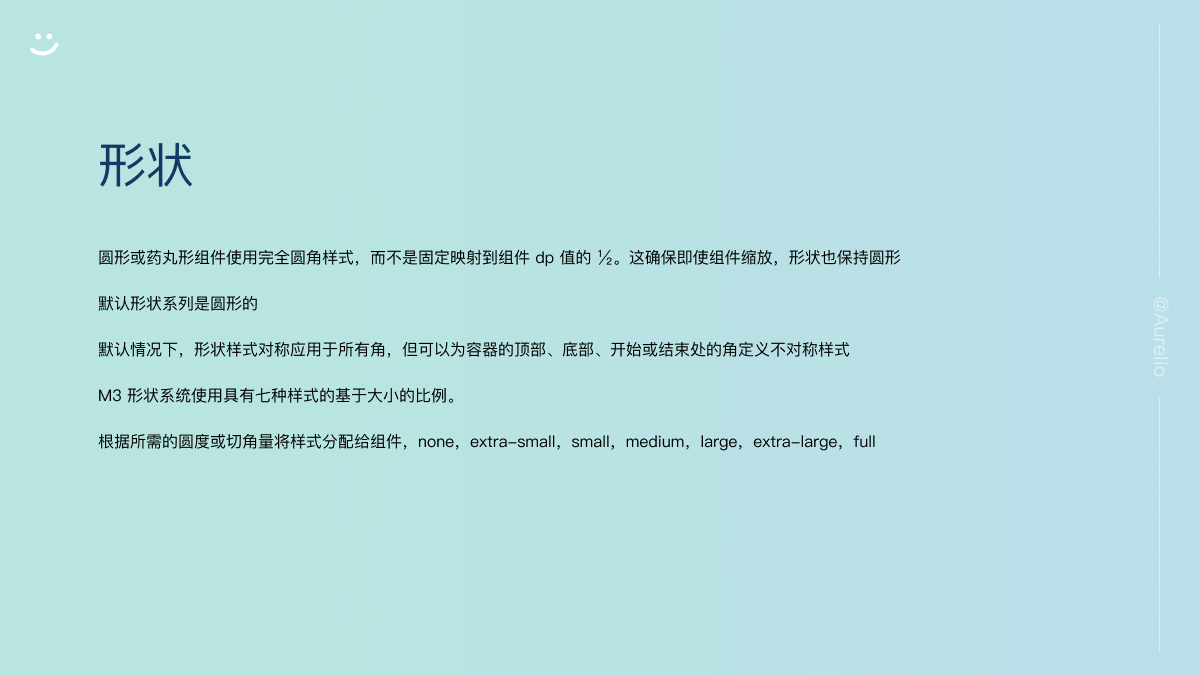 形状
圆形或药丸形组件使用完全圆角样式，而不是固定映射到组件 dp 值的 ½。这确保即使组件缩放，形状也保持圆形
默认形状系列是圆形的
默认情况下，形状样式对称应用于所有角，但可以为容器的顶部、底部、开始或结束处的角定义不对称样式
M3 形状系统使用具有七种样式的基于大小的比例。
根据所需的圆度或切角量将样式分配给组件，none，extra-small，small，medium，large，extra-large，full
@Aurelio